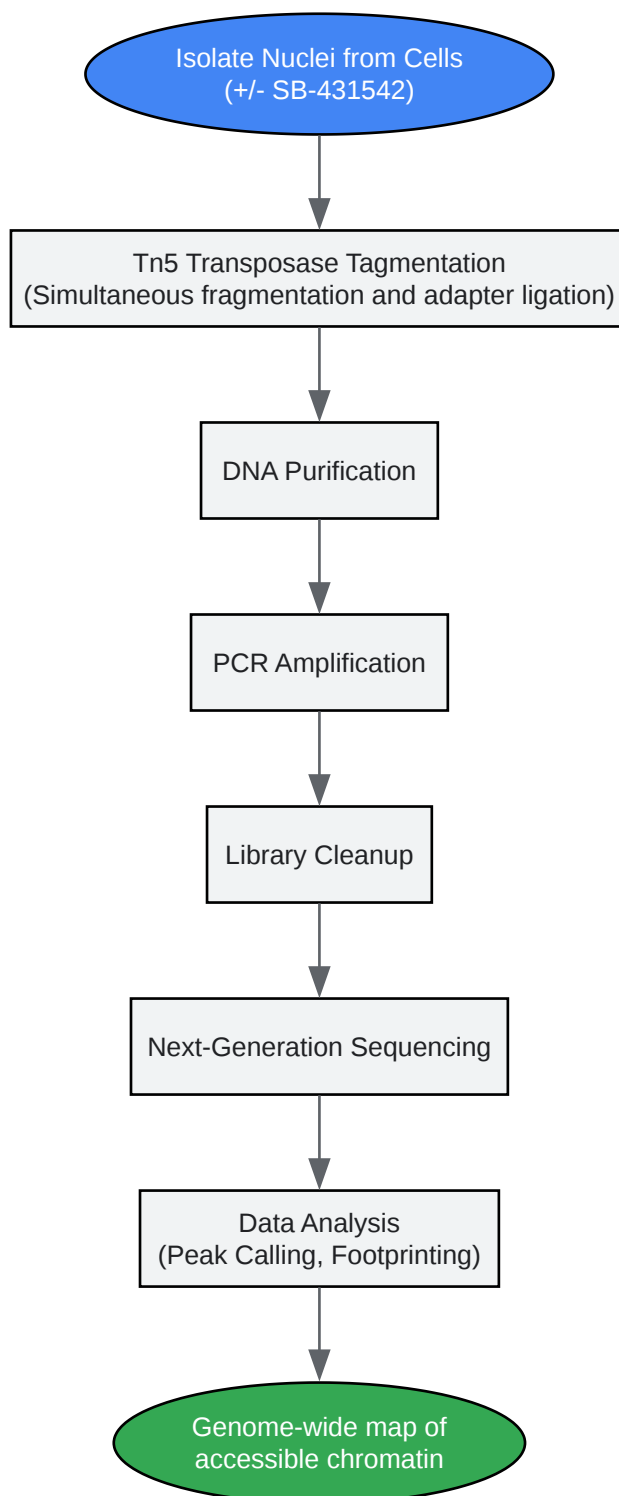 Isolate Nuclei from Cells
(+/- SB-431542)
Tn5 Transposase Tagmentation
(Simultaneous fragmentation and adapter ligation)
DNA Purification
PCR Amplification
Library Cleanup
Next-Generation Sequencing
Data Analysis
(Peak Calling, Footprinting)
Genome-wide map of
accessible chromatin